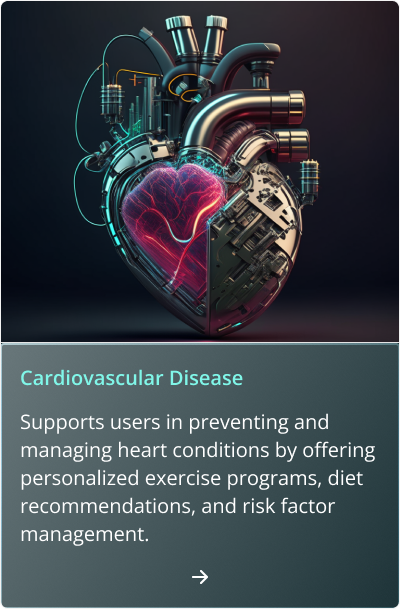 Cardiovascular Disease
Supports users in preventing and
managing heart conditions by offering
personalized exercise programs, diet
recommendations, and risk factor
management.